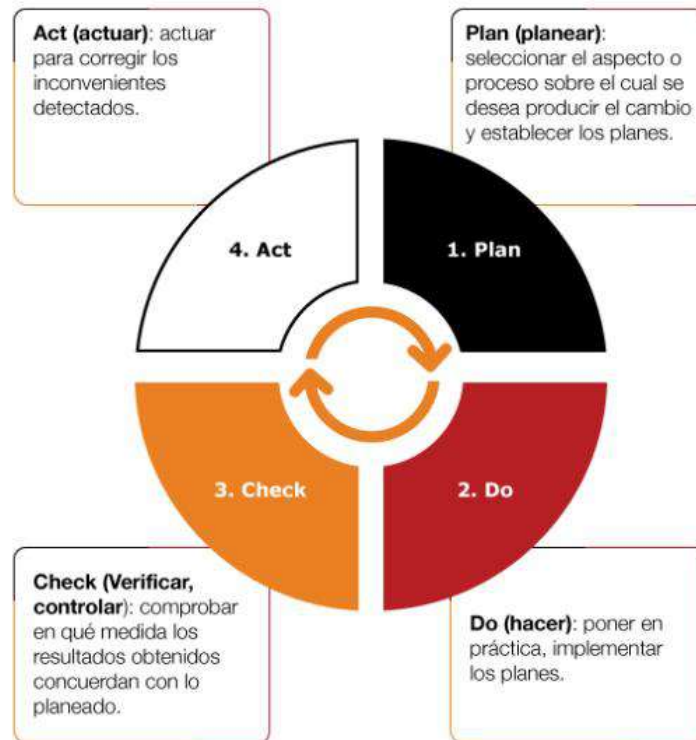 Act (actuar): actuar
para corregir los
inconvenientes
detectados.
Plan (planear):
seleccionar el aspecto o
proceso sobre el cual se
desea producir el cambio
y establecer los planes.
4. Act
1. Plan
3. Check
2. Do
Check (Verificar,
controlar): comprobar
en qué medida los
resultados obtenidos
concuerdan con lo
planeado.
Do (hacer): poner en
práctica, implementar
los planes.